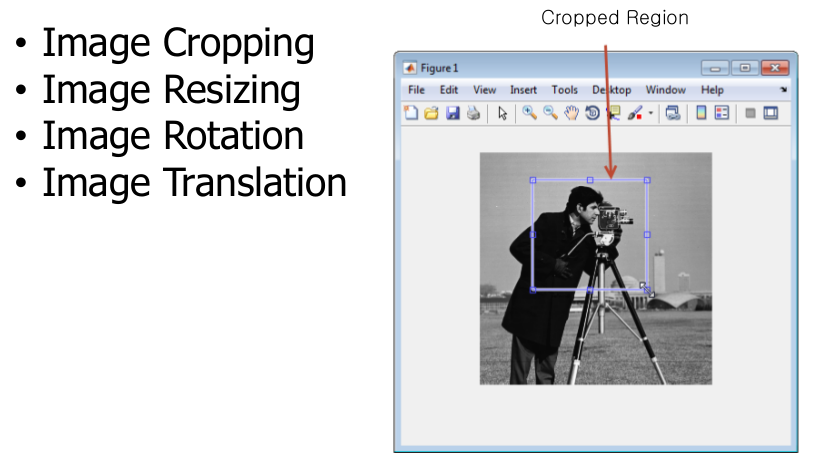 Cropped Region
• Image Cropping
• Image Resizing
• Image Rotation
• Image Translation
Figure 1
File Edit View Insert Tools Desktop Window Help